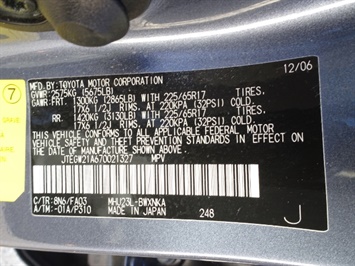 12/06
MFD. BY: TOYOTA MOTOR CORPORATION
GVWR: 2575KG (5675LB)
GAWR: FRT. 1300KG (2865LB) WITH 225/65R17 TIRES.
17X6 1/2J RIMS, AT 220KPA (32PSI) COLD
RR. 1420KG (3130LB) WITH 225/65R17 TIRES.
17X6 1/2J RIMS, AT 220KPA (32PSI) COLD
THIS VEHICLE CONFORMS TO ALL APPLICABLE
FEDERAL MOTOR VEHICLE SAFETY, BUMPER, AND
THEFT PREVENTION STANDARDS IN EFFECT ON
THE DATE OF MANUFACTURE SHOWN ABOVE.
JTEGW21A670021327 MPV
C/TR: 8N6/FA03 MHU23L-BWXNKA
A/TM: -01A/P310 MADE IN JAPAN 248 J
7
SPARE